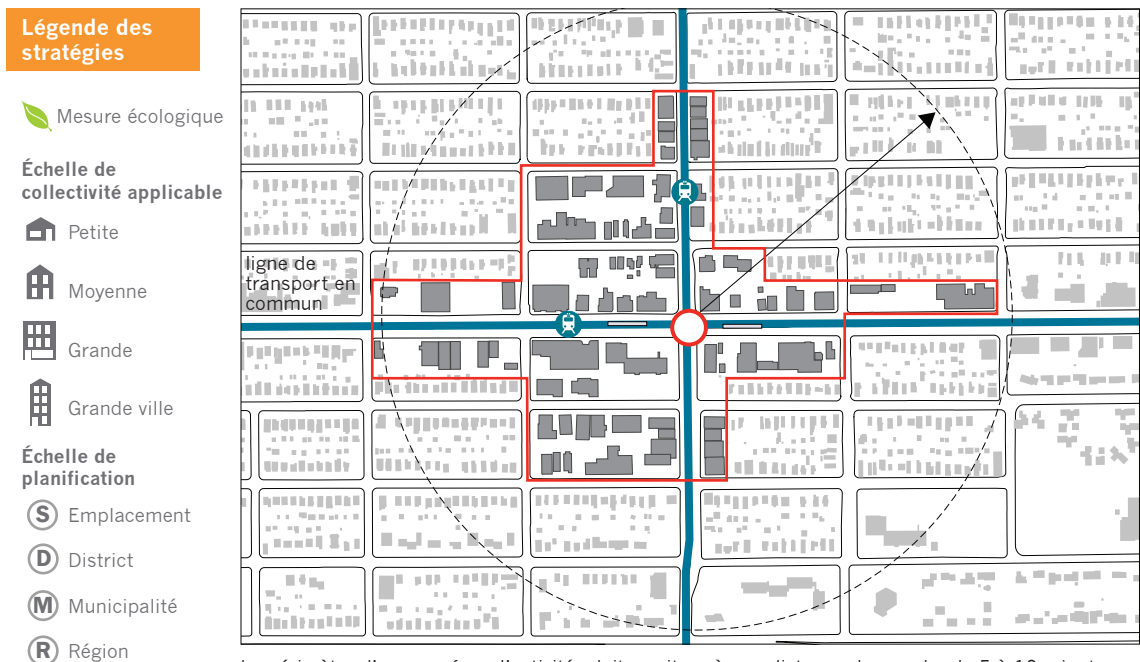 Légende des
stratégies
Mesure écologique
Échelle de
collectivité applicable
Petite
Moyenne
Grande
Grande ville
Échelle de
planification
S Emplacement
D District
M Municipalité
R Région
ligne de
transport en
commun